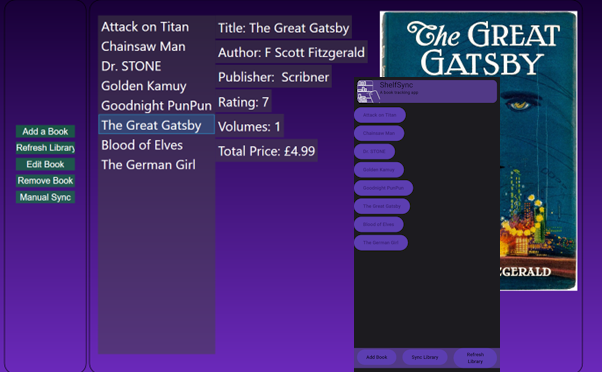 Add a Book
Refresh Library
Edit Book
Remove Book
Manual Sync
Attack on Titan
Chainsaw Man
Dr. STONE
Golden Kamuy
Goodnight PunPun
The Great Gatsby
Blood of Elves
The German Girl
Title: The Great Gatsby
Author: F Scott Fitzgerald
Publisher: Scribner
Rating: 7
Volumes: 1
Total Price: £4.99
The GREAT
GATSBY
ZGERALD
ShelfSync
A book tracking app
Attack on Titan
Chainsaw Man
Dr. STONE
Golden Kamuy
Goodnight PunPun
The Great Gatsby
Blood of Elves
The German Girl
Add Book
Sync Library
Refresh
Library